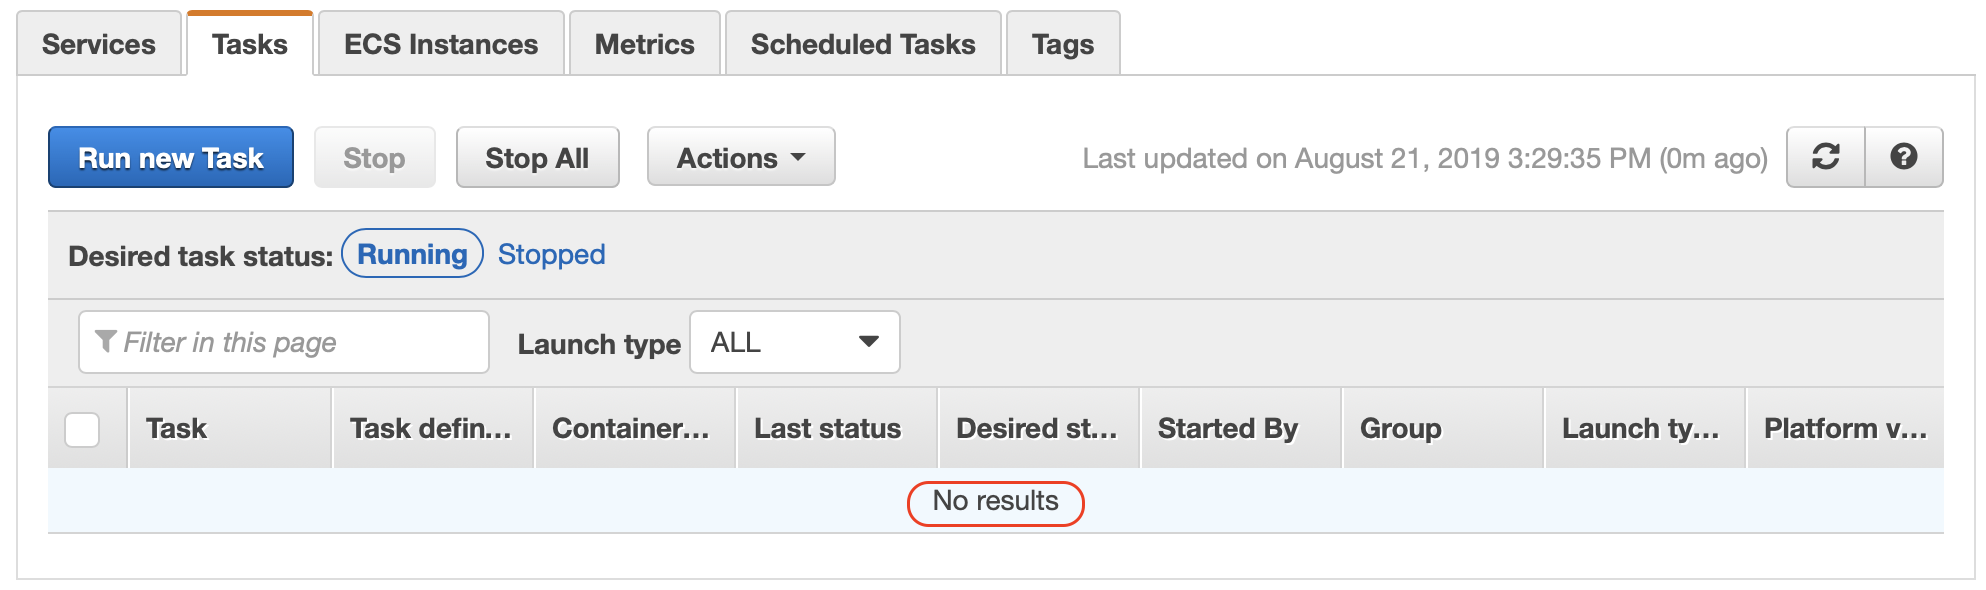 Services Tasks ECS Instances Metrics Scheduled Tasks Tags
Run new Task Stop Stop All Actions Last updated on August 21, 2019 3:29:35 PM (0m ago)
Desired task status: Running Stopped
Filter in this page Launch type ALL
Task Task defin... Container... Last status Desired st... Started By Group Launch ty... Platform v...
No results